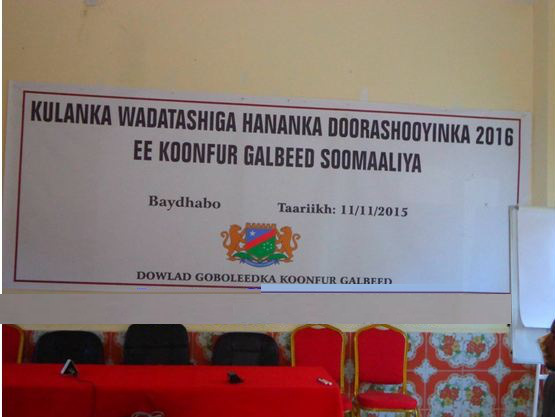 KULANKA WADATASHIGA HANANKA DOORASHOOYINKA 2016
EE KOONFUR GALBEED SOOMAALIYA
Baydhabo Taariikh: 11/11/2015
DOWLAD GOBOLEEDKA KOONFUR GALBEED